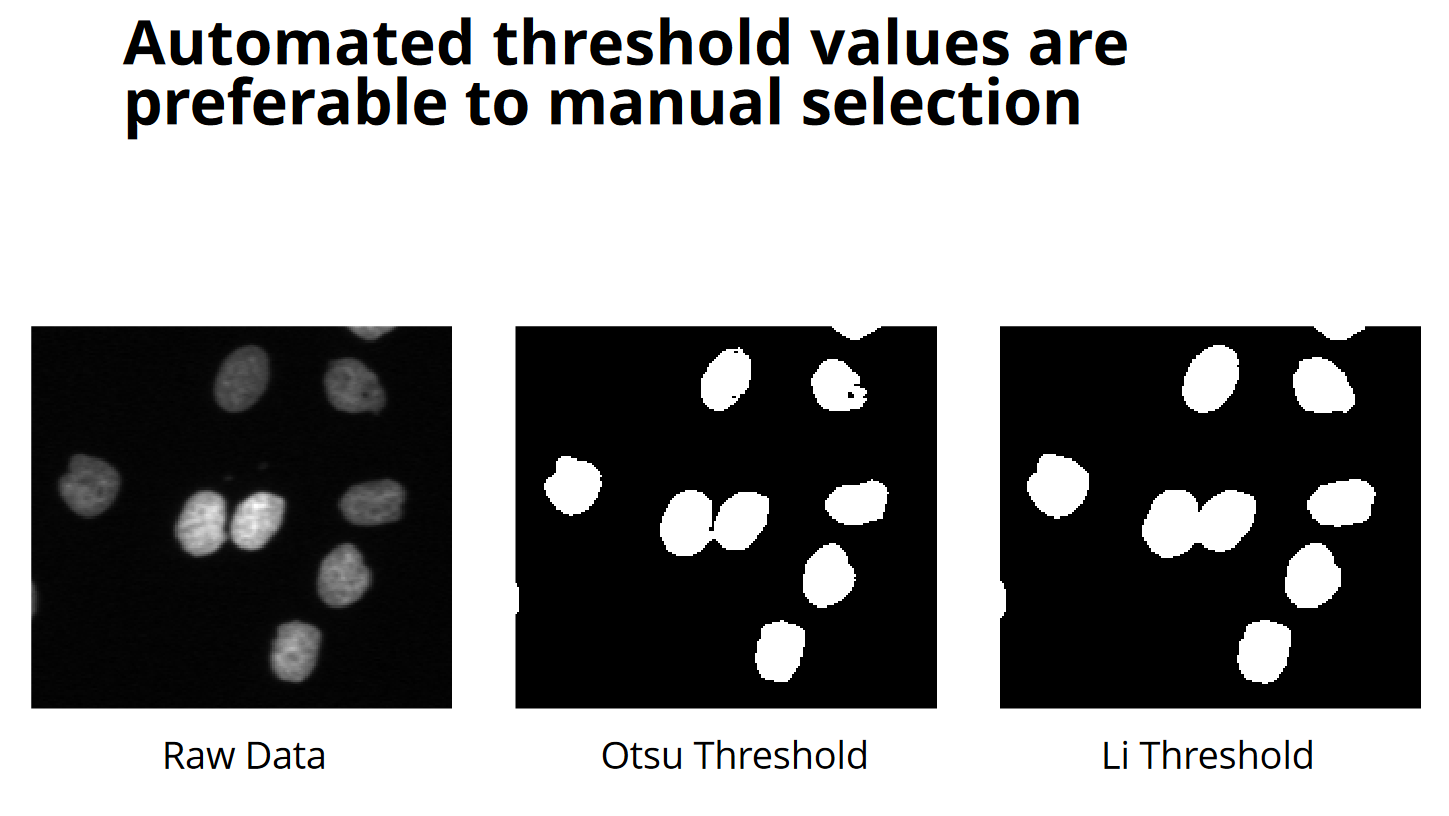 Automated threshold values are
preferable to manual selection
Raw Data
Otsu Threshold
Li Threshold